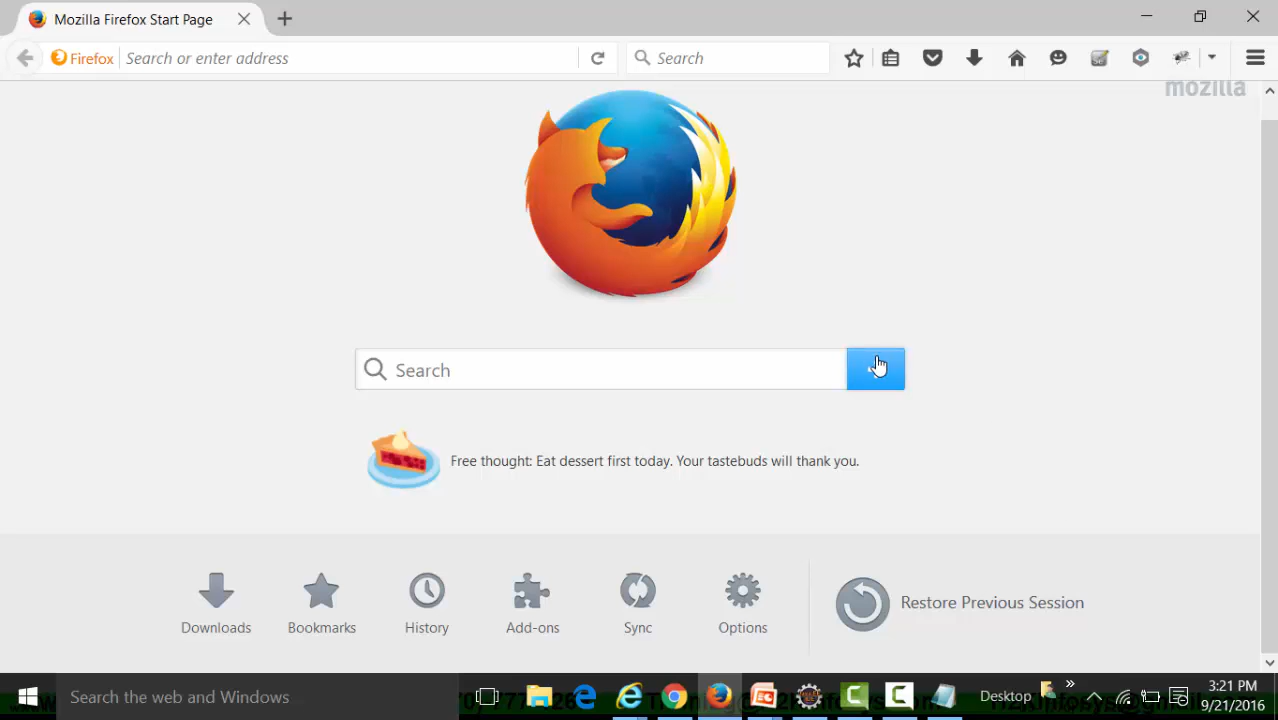 Mozilla Firefox Start Page
Firefox Search or enter address
Search
mozilla
Search
Free thought: Eat dessert first today. Your tastebuds will thank you.
Downloads Bookmarks History Add-ons Sync Options
Restore Previous Session
Search the web and Windows
Desktop
3:21 PM
9/21/2016